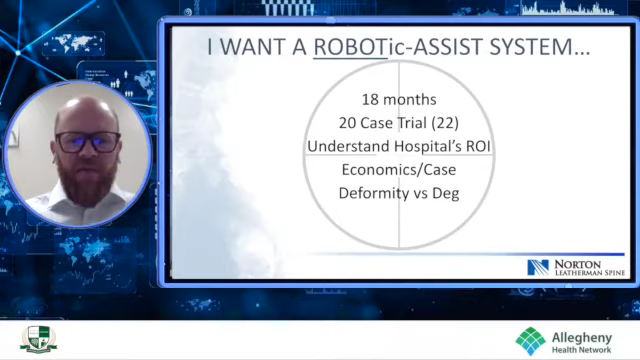 I WANT A ROBOTic-ASSIST SYSTEM...
18 months
20 Case Trial (22)
Understand Hospital's ROI
Economics/Case
Deformity vs Deg
NORTON
LEATHERMAN SPINE
Allegheny
Health Network